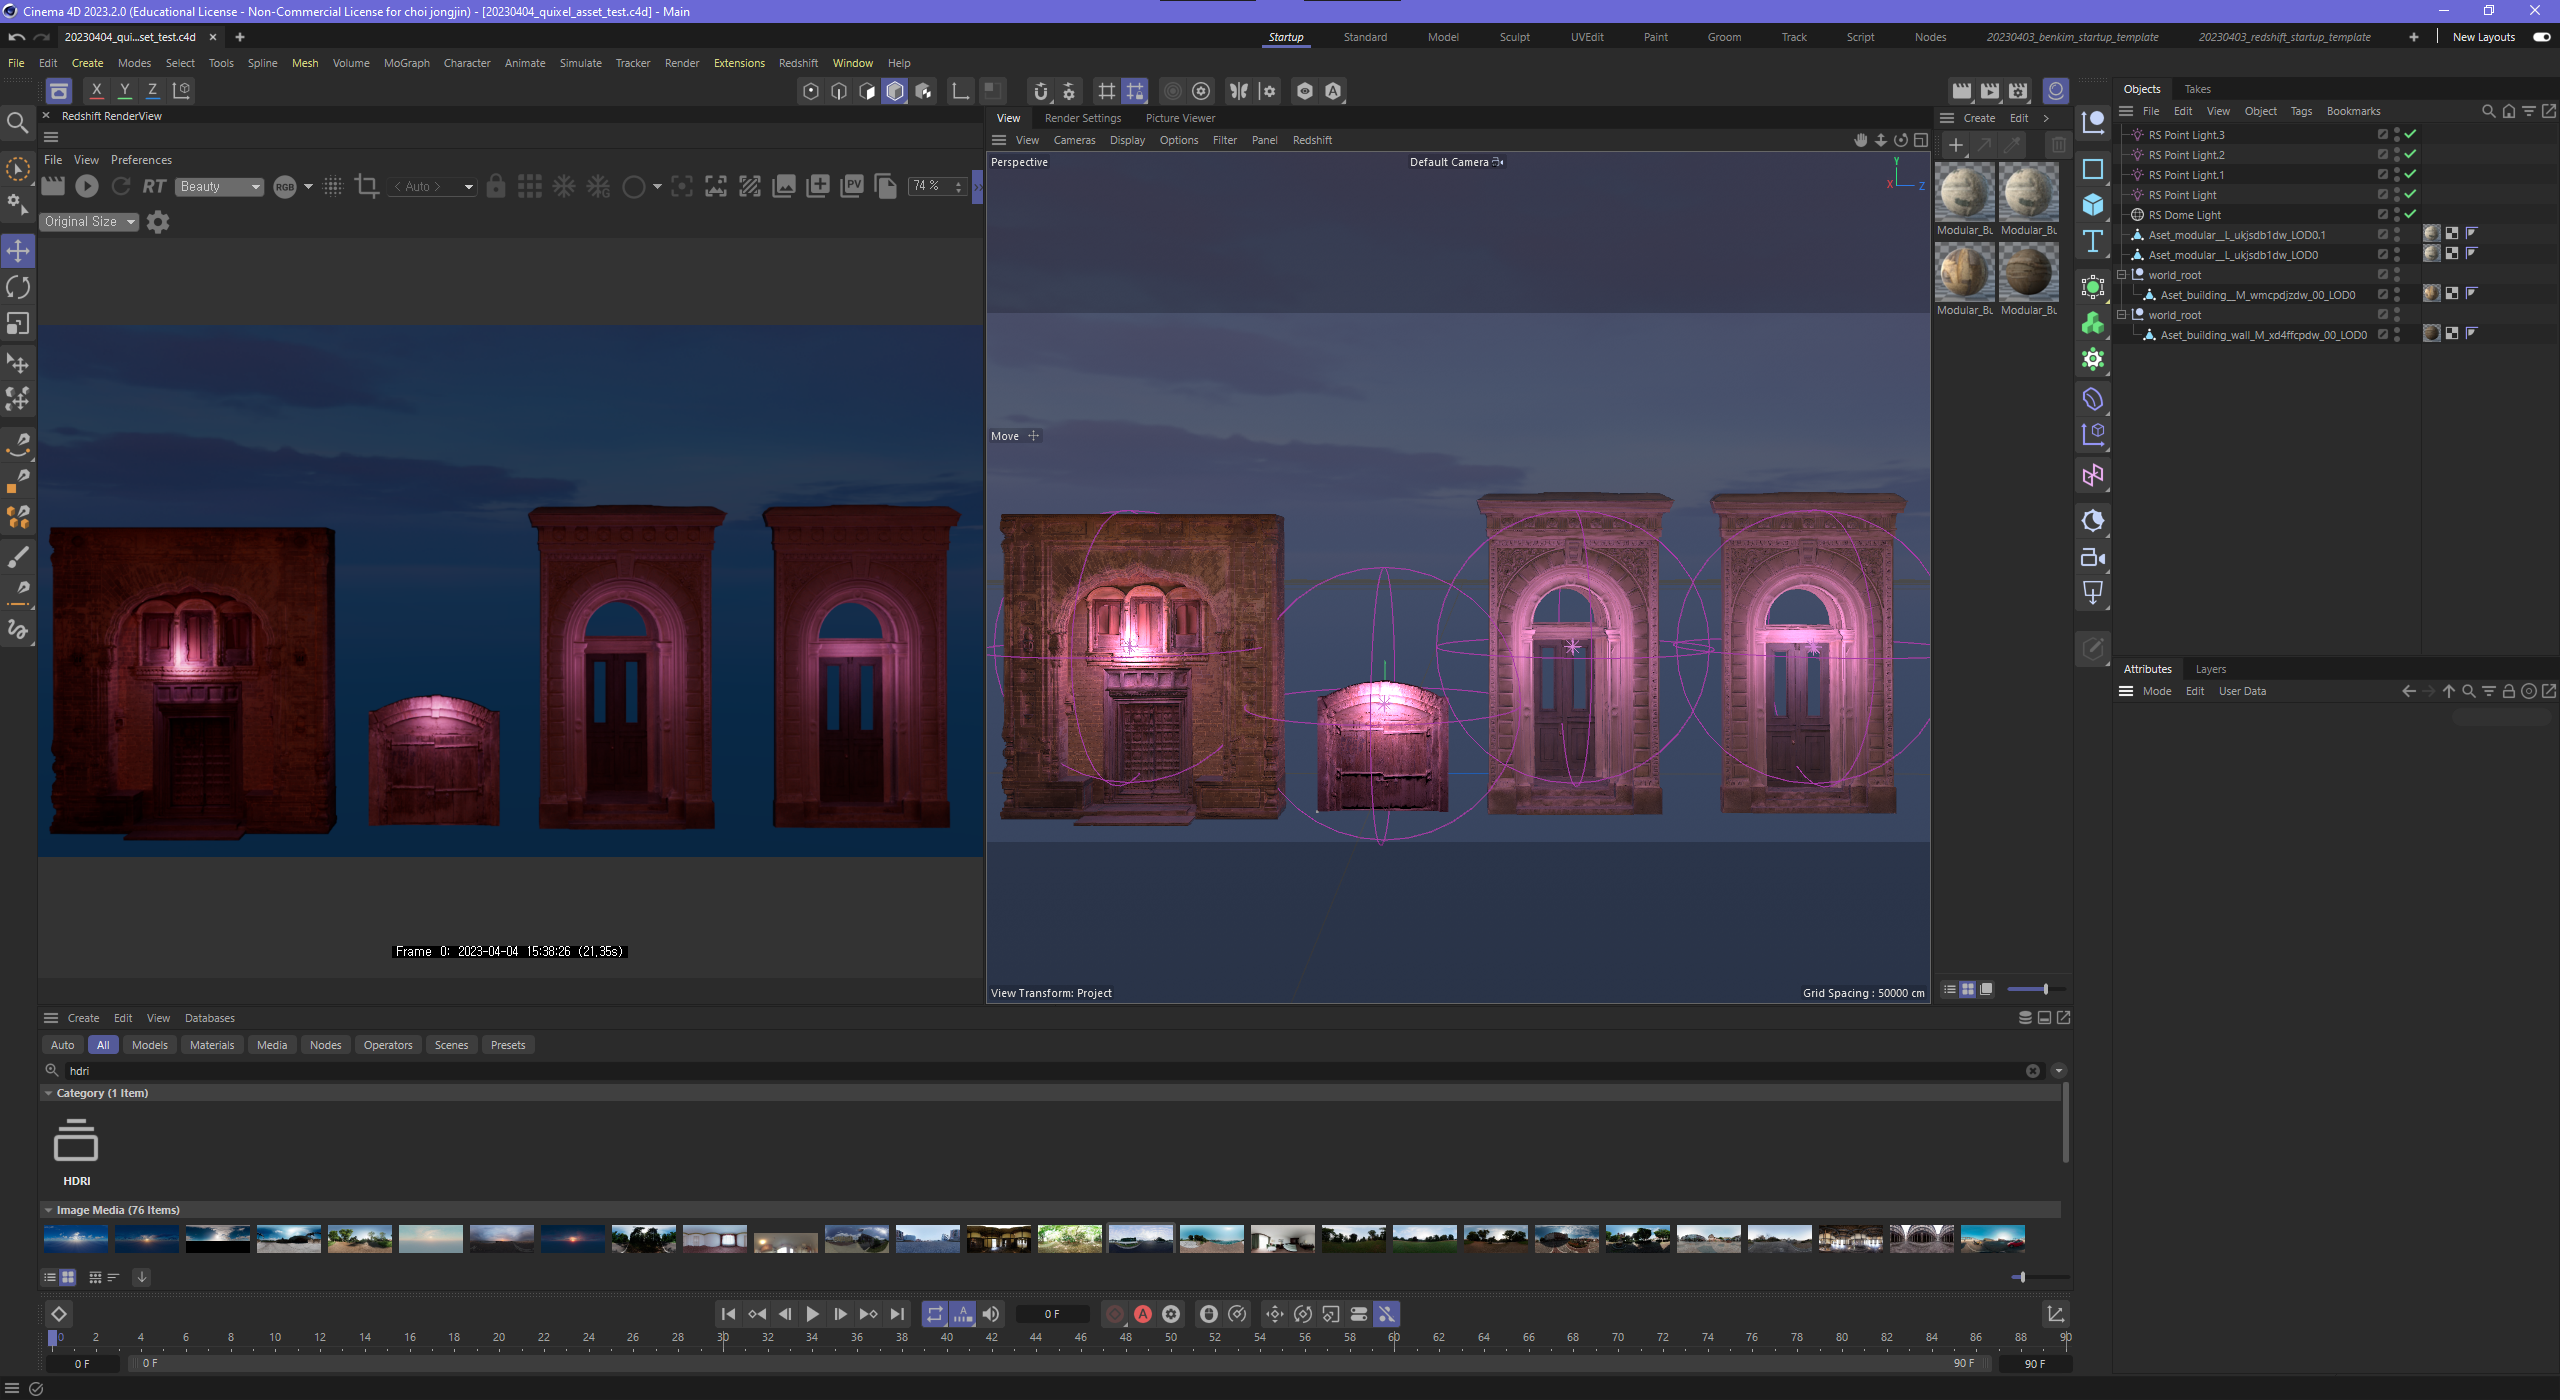 Cinema 4D 2023.2.0 (Educational License - Non-Commercial License for choi jongjin) - [20230404_quixel_asset_test.c4d] - Main
20230404_qui...set_test.c4d
Startup Standard Model Sculpt UVEdit Paint Groom Track Script Nodes 20230403_benkim_startup_template 20230403_redshift_startup_template New Layouts
File Edit Create Modes Select Tools Spline Mesh Volume MoGraph Character Animate Simulate Tracker Render Extensions Redshift Window Help
X Y Z
Redshift RenderView
File View Preferences
RT Beauty RGB < Auto > PV 74 %
Original Size
Frame 0: 2023-04-04 15:38:26 (21.35s)
View Render Settings Picture Viewer
View Cameras Display Options Filter Panel Redshift
Perspective
Default Camera
Y
X Z
Move
View Transform: Project
Grid Spacing : 50000 cm
Create Edit
Modular_Bu Modular_Bu
Modular_Bu Modular_Bu
Objects Takes
File Edit View Object Tags Bookmarks
RS Point Light.3
RS Point Light.2
RS Point Light.1
RS Point Light
RS Dome Light
Aset_modular__L_ukjsdb1dw_LOD0.1
Aset_modular__L_ukjsdb1dw_LOD0
world_root
Aset_building__M_wmcpdjzdw_00_LOD0
world_root
Aset_building_wall_M_xd4ffcpdw_00_LOD0
Attributes Layers
Mode Edit User Data
Create Edit View Databases
Auto All Models Materials Media Nodes Operators Scenes Presets
hdri
Category (1 Item)
HDRI
Image Media (76 Items)
0 F
0 2 4 6 8 10 12 14 16 18 20 22 24 26 28 30 32 34 36 38 40 42 44 46 48 50 52 54 56 58 60 62 64 66 68 70 72 74 76 78 80 82 84 86 88 90
0 F 0 F 90 F 90 F